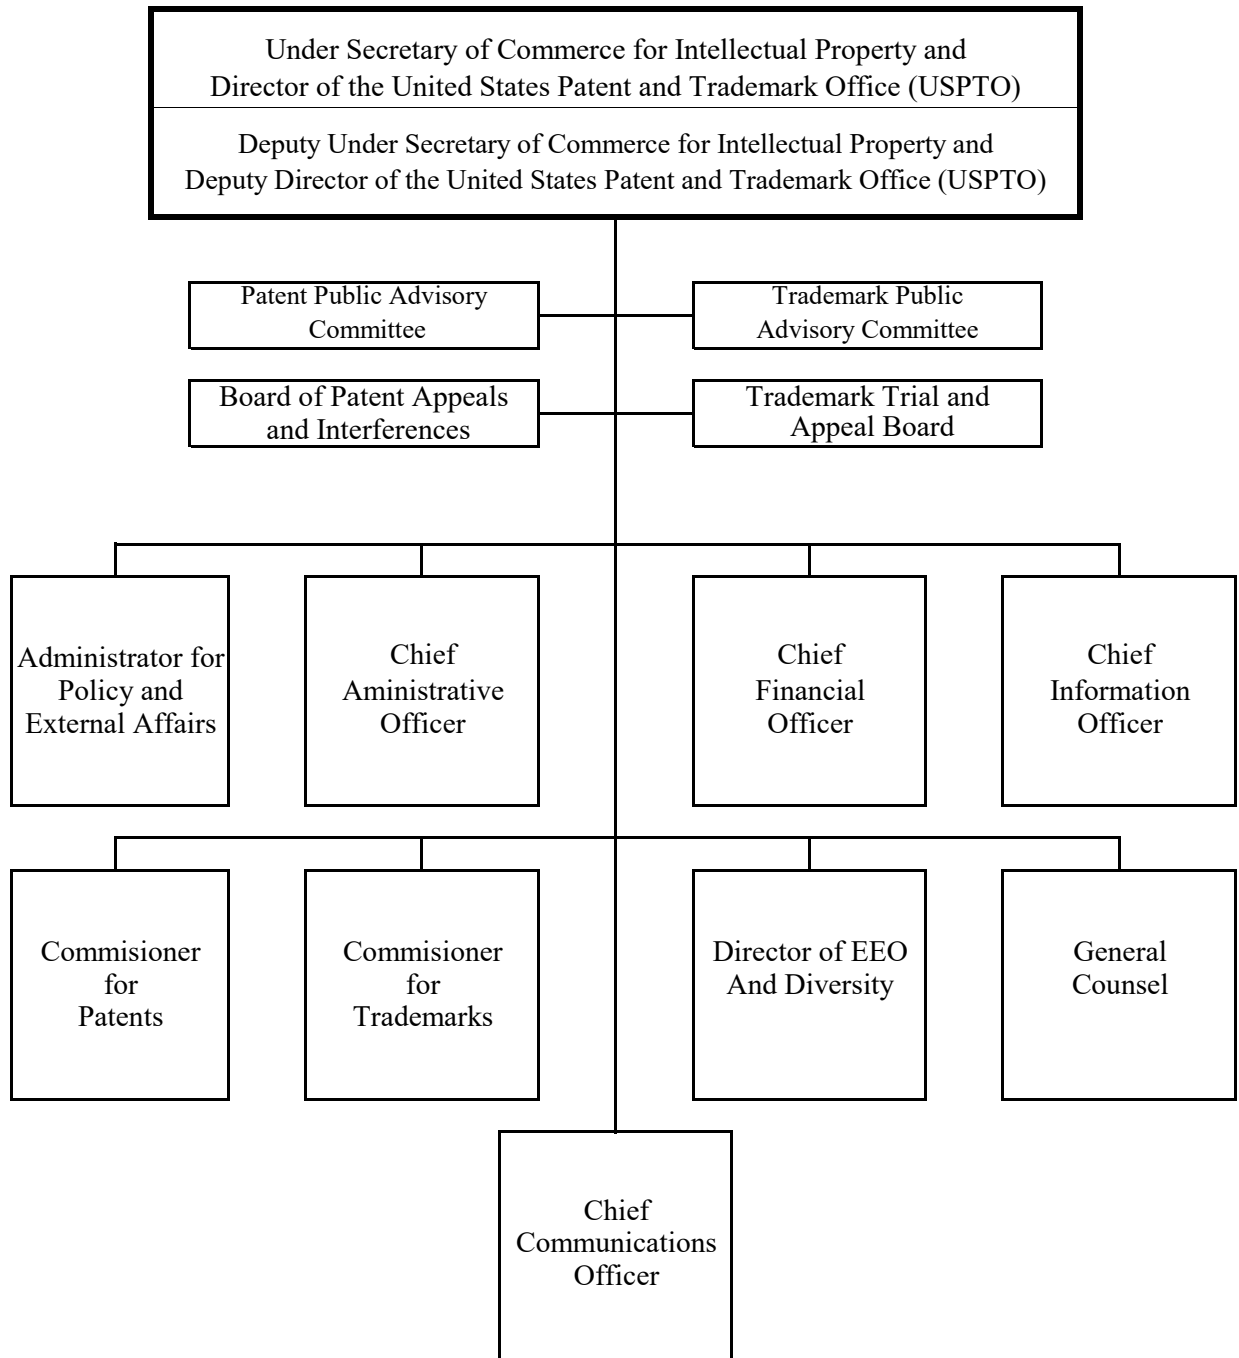 Under Secretary of Commerce for Intellectual Property and
Director of the United States Patent and Trademark Office (USPTO)
Deputy Under Secretary of Commerce for Intellectual Property and
Deputy Director of the United States Patent and Trademark Office (USPTO)
Patent Public Advisory
Committee
Trademark Public
Advisory Committee
Board of Patent Appeals
and Interferences
Trademark Trial and
Appeal Board
Administrator for
Policy and
External Affairs
Chief
Aministrative
Officer
Chief
Financial
Officer
Chief
Information
Officer
Commisioner
for
Patents
Commisioner
for
Trademarks
Director of EEO
And Diversity
General
Counsel
Chief
Communications
Officer